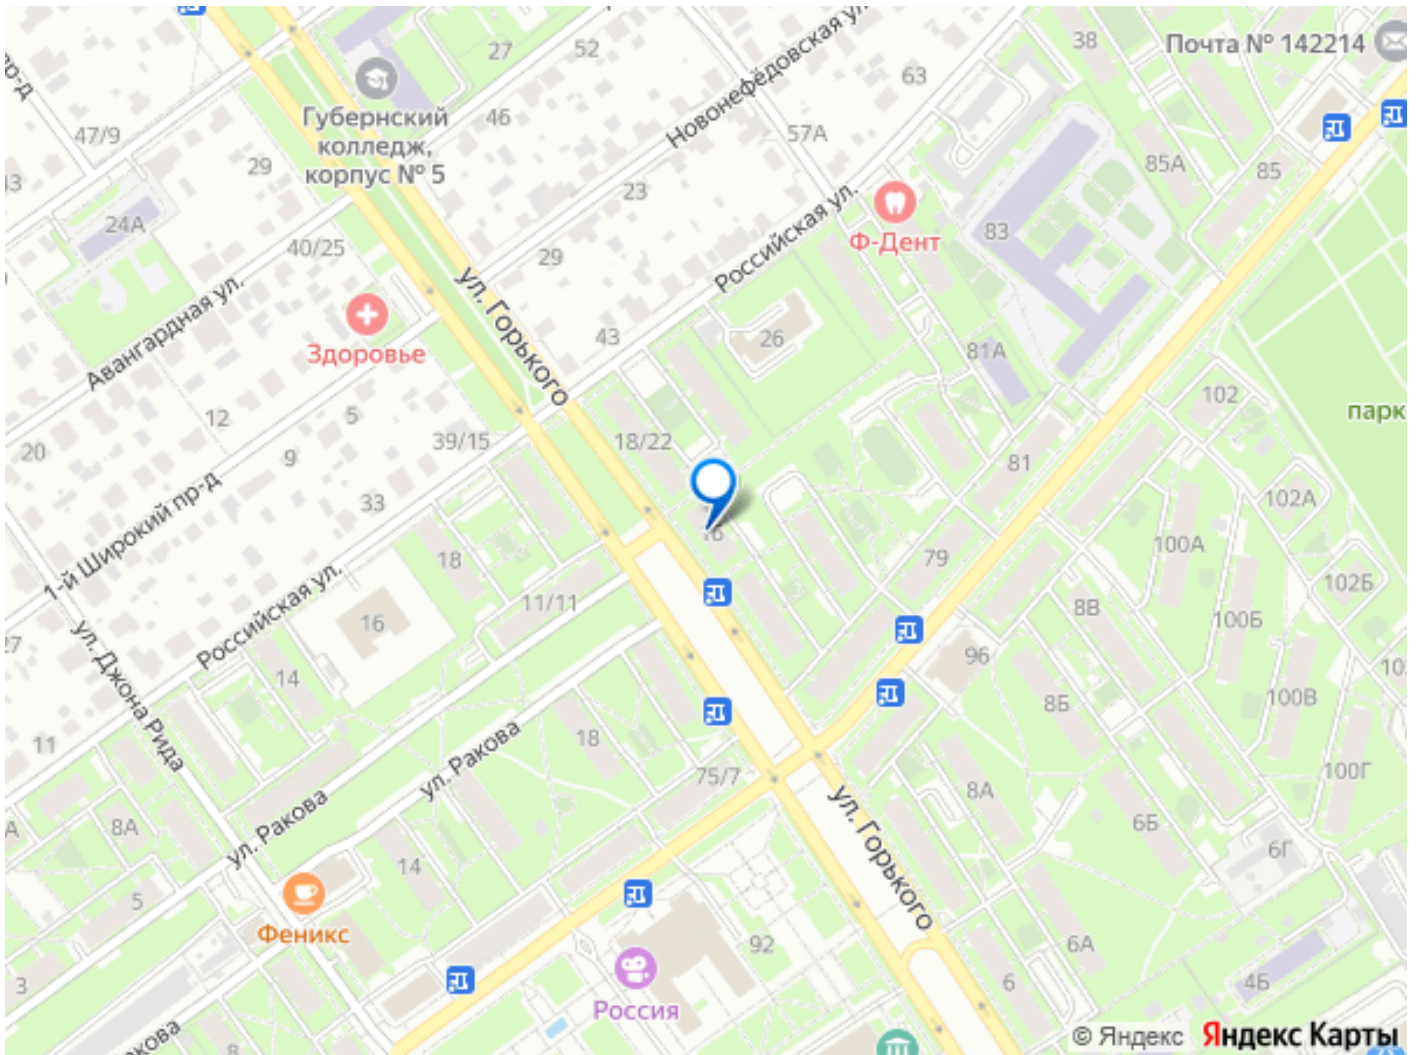 27
52
38
Почта № 142214
пр-д
Новонефёдовская ул.
63
Губернский
колледж,
корпус № 5
46
47/9
57А
85А
85
29
23
24А
Российская ул.
Ф-Дент
83
40/25
29
ул. Горького
Авангардная ул.
Здоровье
43
26
81А
102
парк
12
5
20
9
39/15
18/22
81
102А
33
1-й Широкий пр-д
16
100А
18
79
102Б
Российская ул.
11/11
8В
100Б
16
27
96
ул. Джона Рида
14
8Б
100В
11
18
ул. Ракова
75/7
100Г
8А
ул. Горького
6Б
ул. Ракова
8А
14
6Г
5
Феникс
92
6А
3
6
4Б
Россия
8
© Яндекс Яндекс Карты